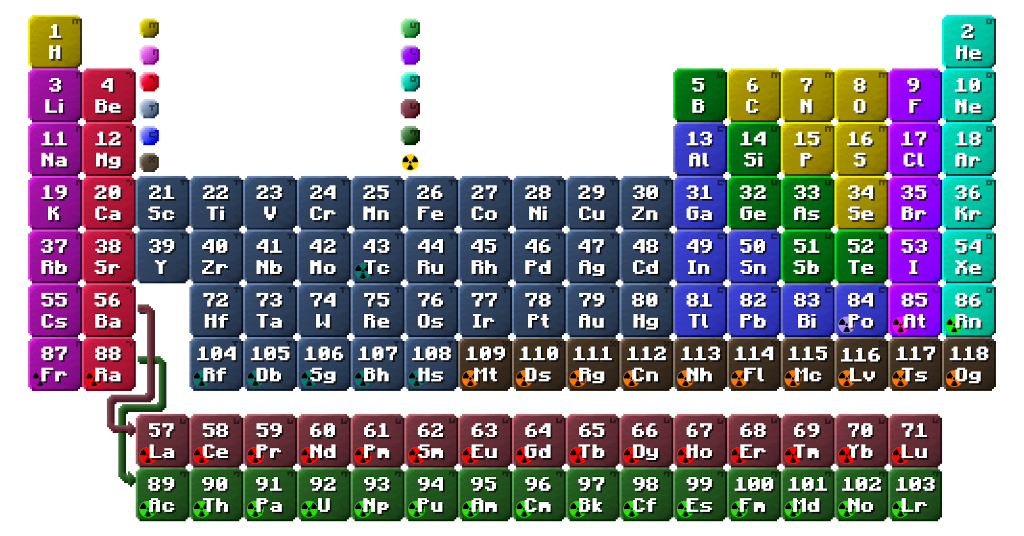 1 2
H He
3 4 5 6 7 8 9 10
Li Be B C N O F Ne
11 12 13 14 15 16 17 18
Na Mg Al Si P S Cl Ar
19 20 21 22 23 24 25 26 27 28 29 30 31 32 33 34 35 36
K Ca Sc Ti V Cr Mn Fe Co Ni Cu Zn Ga Ge As Se Br Kr
37 38 39 40 41 42 43 44 45 46 47 48 49 50 51 52 53 54
Rb Sr Y Zr Nb Mo Tc Ru Rh Pd Ag Cd In Sn Sb Te I Xe
55 56 72 73 74 75 76 77 78 79 80 81 82 83 84 85 86
Cs Ba Hf Ta W Re Os Ir Pt Au Hg Tl Pb Bi Po At Rn
87 88 104 105 106 107 108 109 110 111 112 113 114 115 116 117 118
Fr Ra Rf Db Sg Bh Hs Mt Ds Rg Cn Nh Fl Mc Lv Ts Og
57 58 59 60 61 62 63 64 65 66 67 68 69 70 71
La Ce Pr Nd Pm Sm Eu Gd Tb Dy Ho Er Tm Yb Lu
89 90 91 92 93 94 95 96 97 98 99 100 101 102 103
Ac Th Pa U Np Pu Am Cm Bk Cf Es Fm Md No Lr